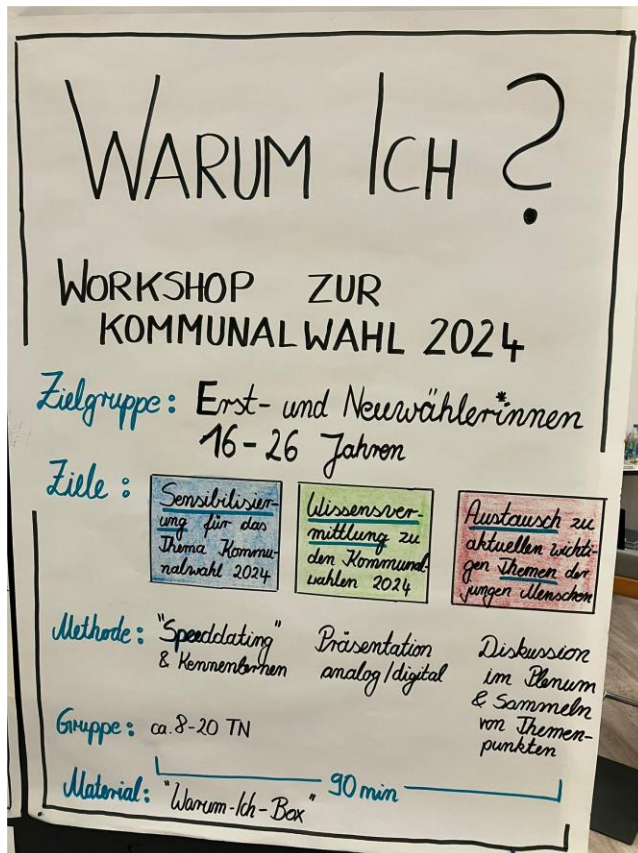 WARUM ICH ?
WORKSHOP ZUR
KOMMUNALWAHL 2024
Zielgruppe: Erst- und Neuwähler*innen
16-26 Jahren
Ziele:
Sensibilisier-
ung für das
Thema Kommu-
nalwahl 2024
Wissensver-
mittlung zu
den Kommunal-
wahlen 2024
Austausch zu
aktuellen wichti-
gen Themen der
jungen Menschen
Methode: "Speeddating"
& Kennenlernen
Präsentation
analog/digital
Diskussion
im Plenum
& Sammeln
von Themen-
punkten
Gruppe: ca. 8-20 TN
90 min
Material: "Warum-Ich-Box"